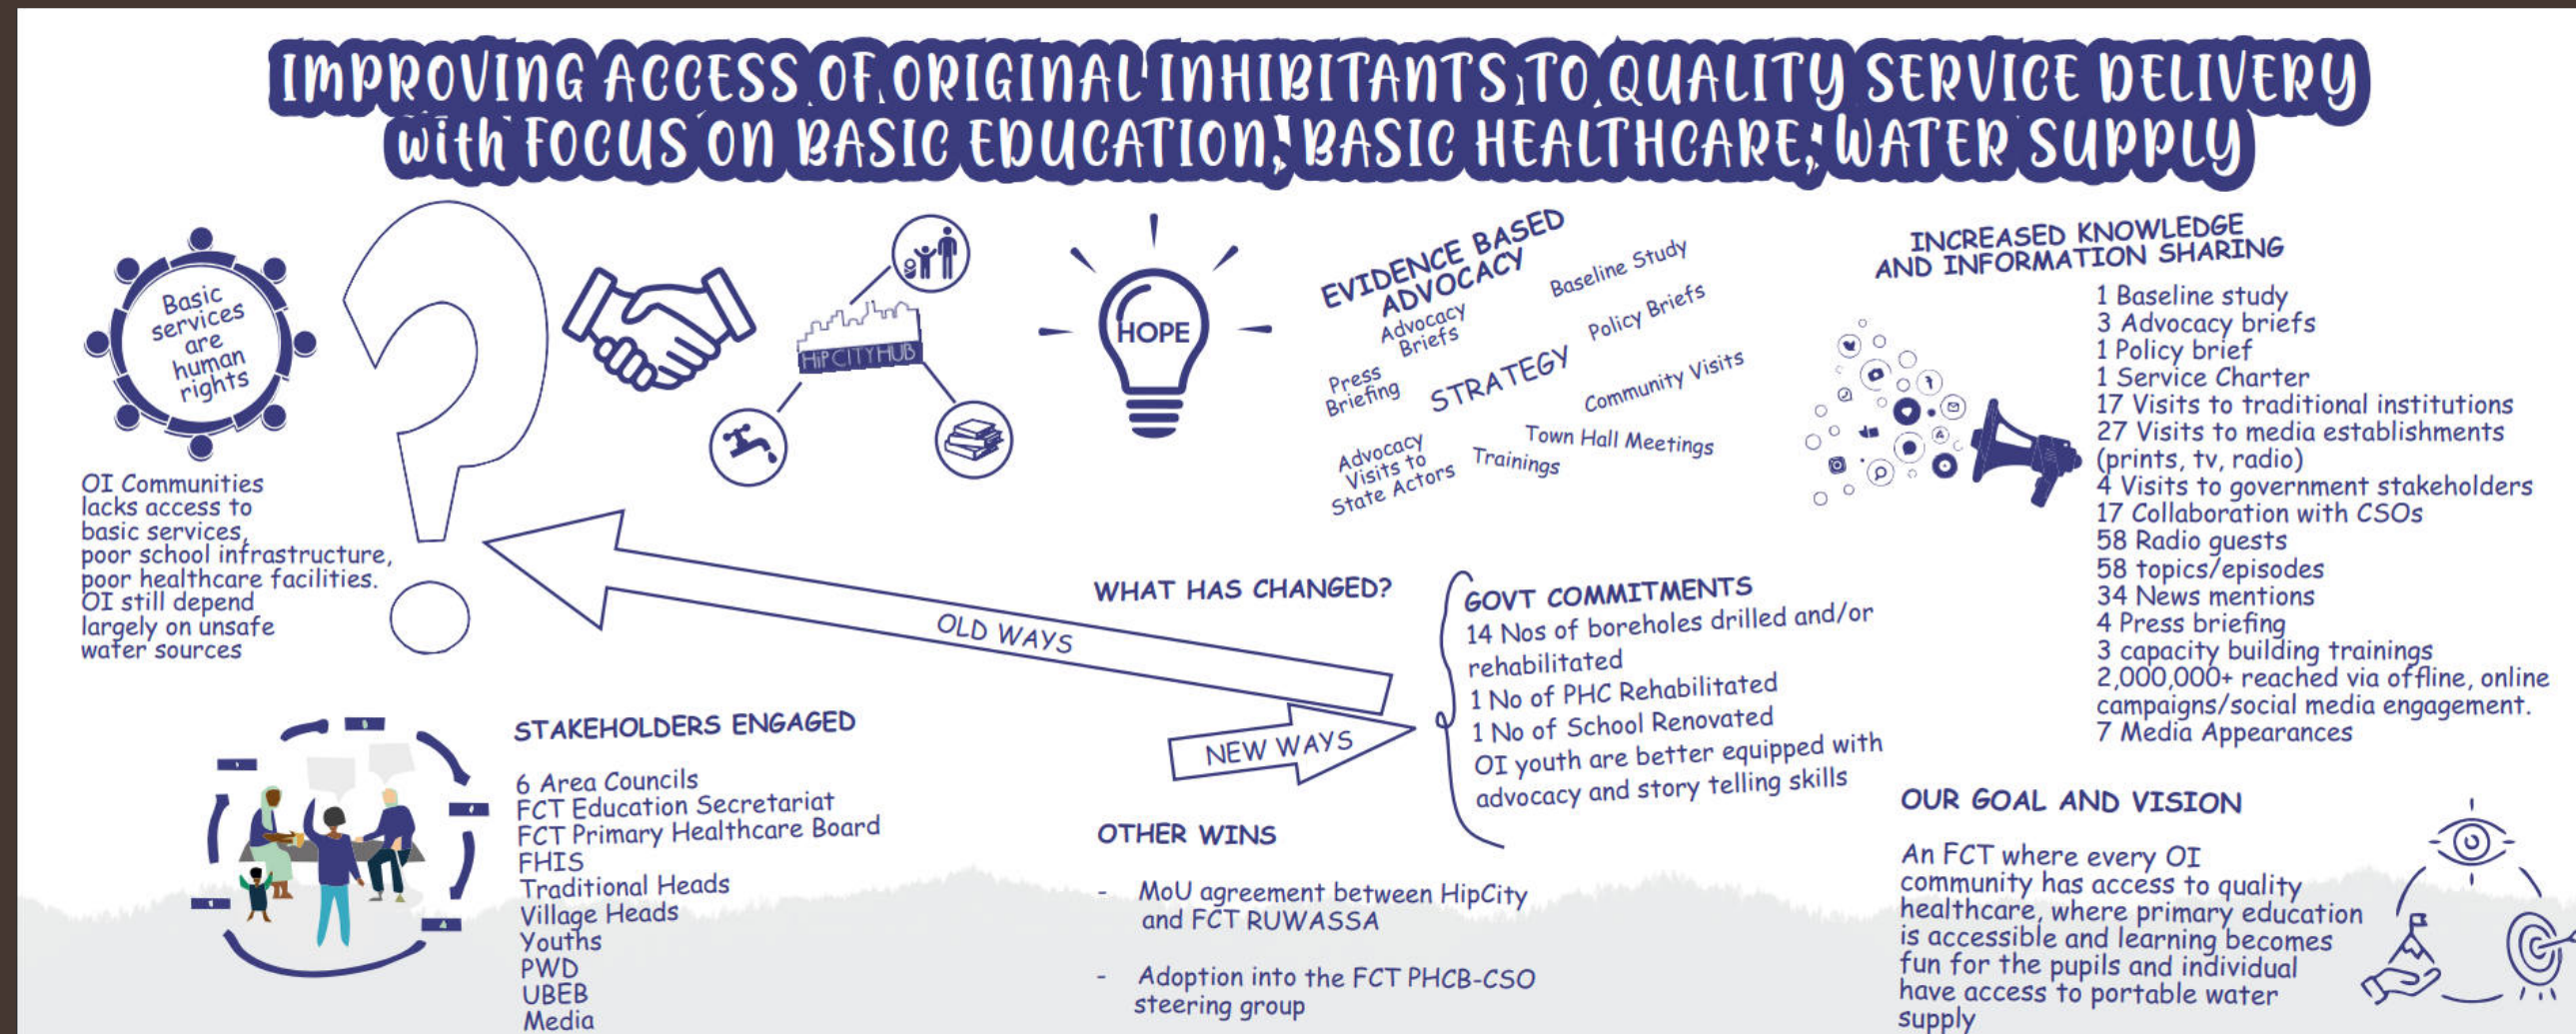 IMPROVING ACCESS OF ORIGINAL INHIBITANTS TO QUALITY SERVICE DELIVERY
with FOCUS ON BASIC EDUCATION, BASIC HEALTHCARE, WATER SUPPLY
Basic
services
are
human
rights
OI Communities
lacks access to
basic services,
poor school infrastructure,
poor healthcare facilities.
OI still depend
largely on unsafe
water sources
HiPCITYHUB
HOPE
EVIDENCE BASED
ADVOCACY
Baseline Study
Advocacy
Briefs
Policy Briefs
Press
Briefing
STRATEGY
Community Visits
Advocacy
Visits to
State Actors
Trainings
Town Hall Meetings
INCREASED KNOWLEDGE
AND INFORMATION SHARING
1 Baseline study
3 Advocacy briefs
1 Policy brief
1 Service Charter
17 Visits to traditional institutions
27 Visits to media establishments
(prints, tv, radio)
4 Visits to government stakeholders
17 Collaboration with CSOs
58 Radio guests
58 topics/episodes
34 News mentions
4 Press briefing
3 capacity building trainings
2,000,000+ reached via offline, online
campaigns/social media engagement.
7 Media Appearances
OLD WAYS
WHAT HAS CHANGED?
NEW WAYS
GOVT COMMITMENTS
14 Nos of boreholes drilled and/or
rehabilitated
1 No of PHC Rehabilitated
1 No of School Renovated
OI youth are better equipped with
advocacy and story telling skills
STAKEHOLDERS ENGAGED
6 Area Councils
FCT Education Secretariat
FCT Primary Healthcare Board
FHIS
Traditional Heads
Village Heads
Youths
PWD
UBEB
Media
OTHER WINS
- MoU agreement between HipCity
and FCT RUWASSA
- Adoption into the FCT PHCB-CSO
steering group
OUR GOAL AND VISION
An FCT where every OI
community has access to quality
healthcare, where primary education
is accessible and learning becomes
fun for the pupils and individual
have access to portable water
supply